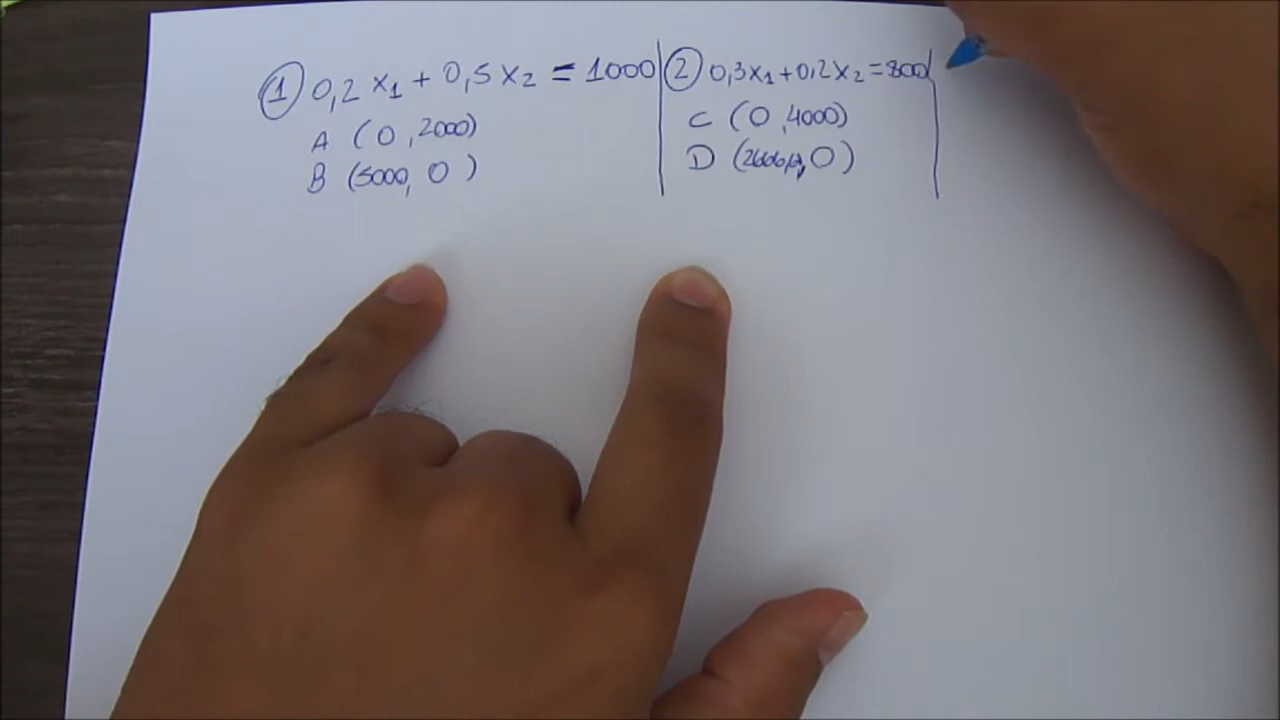 ① 0,2 x₁ + 0,5 x₂ = 1000
A (0, 2000)
B (5000, 0)
② 0,3x₁ + 0,2x₂ = 800
C (0, 4000)
D ( , 0)